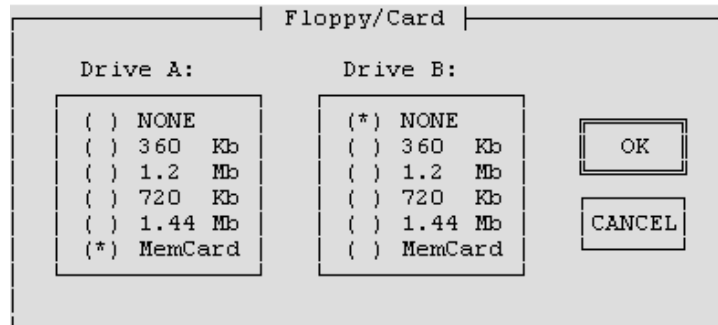 Floppy/Card
Drive A:
( ) NONE
( ) 360 Kb
( ) 1.2 Mb
( ) 720 Kb
( ) 1.44 Mb
(*) MemCard
Drive B:
(*) NONE
( ) 360 Kb
( ) 1.2 Mb
( ) 720 Kb
( ) 1.44 Mb
( ) MemCard
OK
CANCEL